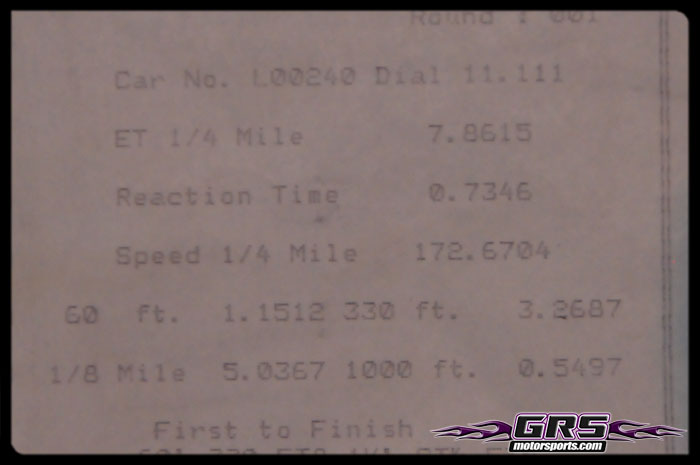 Round : 001
Car No. L00240 Dial 11.111
ET 1/4 Mile 7.8615
Reaction Time 0.7346
Speed 1/4 Mile 172.6704
60 ft. 1.1512 330 ft. 3.2687
1/8 Mile 5.0367 1000 ft. 0.5497
First to Finish
GRS
motorsports.com